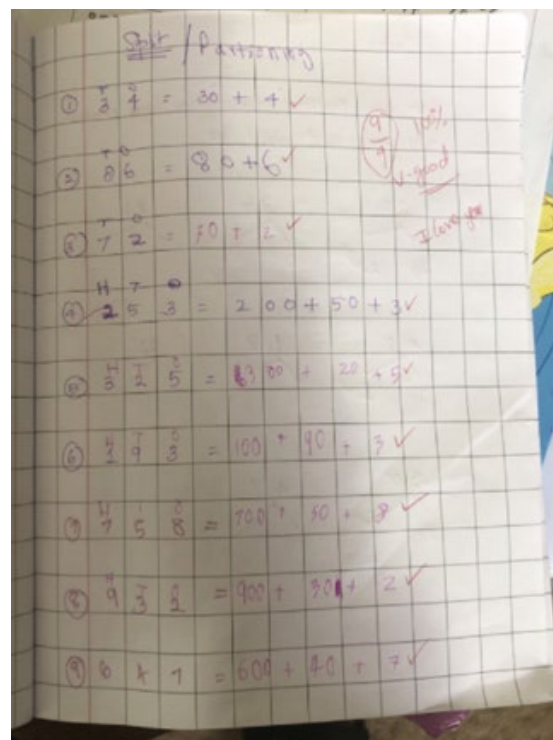 Split / Partitioning
T O
① 34 = 30 + 4 ✓
9/9 10%
T O
② 86 = 80 + 6 ✓
V-good
T O
③ 72 = 70 + 2 ✓
I love you
H T O
④ 253 = 200 + 50 + 3 ✓
H T O
⑤ 325 = 300 + 20 + 5 ✓
H T O
⑥ 193 = 100 + 90 + 3 ✓
H T O
⑦ 758 = 700 + 50 + 8 ✓
H T O
⑧ 932 = 900 + 30 + 2 ✓
⑨ 647 = 600 + 40 + 7 ✓